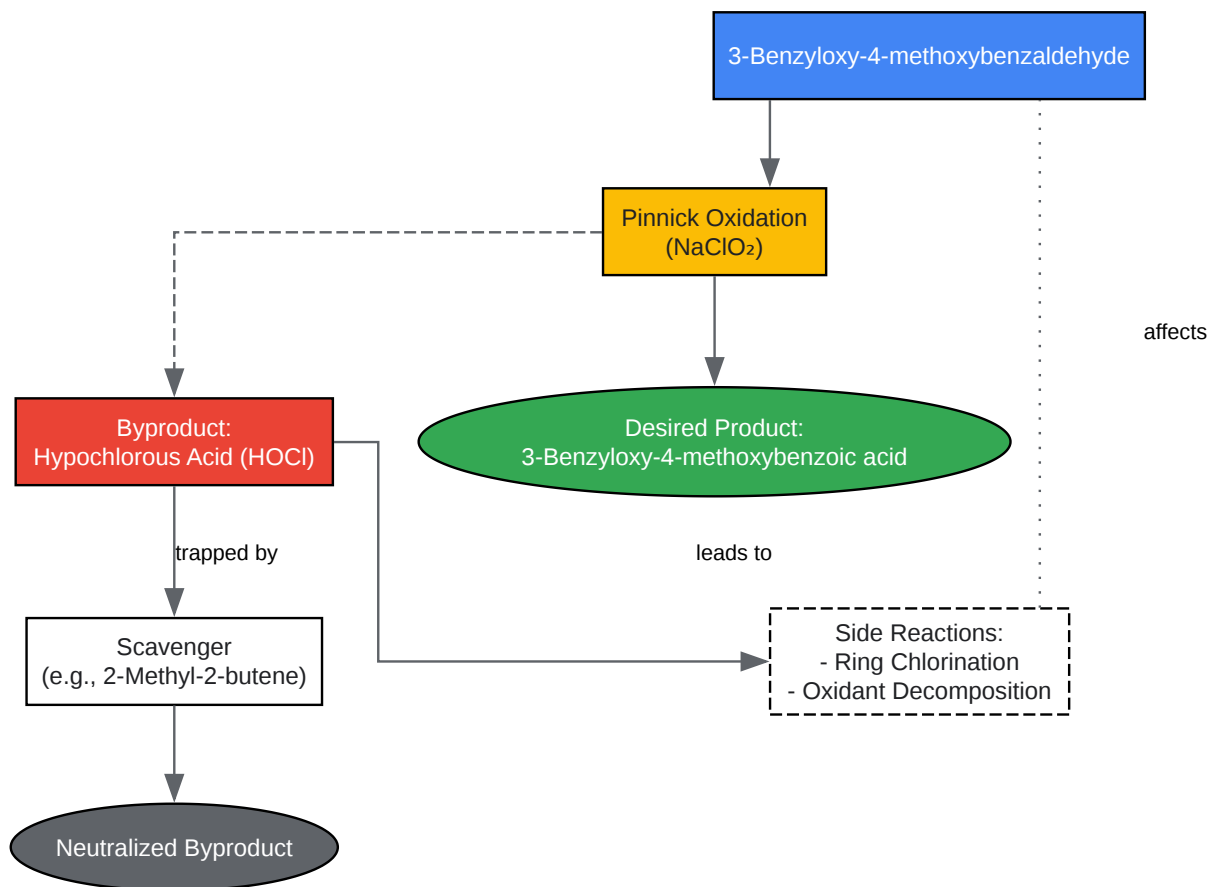 3-Benzyloxy-4-methoxybenzaldehyde
Pinnick Oxidation
(NaClO₂)
affects
Byproduct:
Hypochlorous Acid (HOCl)
Desired Product:
3-Benzyloxy-4-methoxybenzoic acid
trapped by
leads to
Scavenger
(e.g., 2-Methyl-2-butene)
Side Reactions:
- Ring Chlorination
- Oxidant Decomposition
Neutralized Byproduct